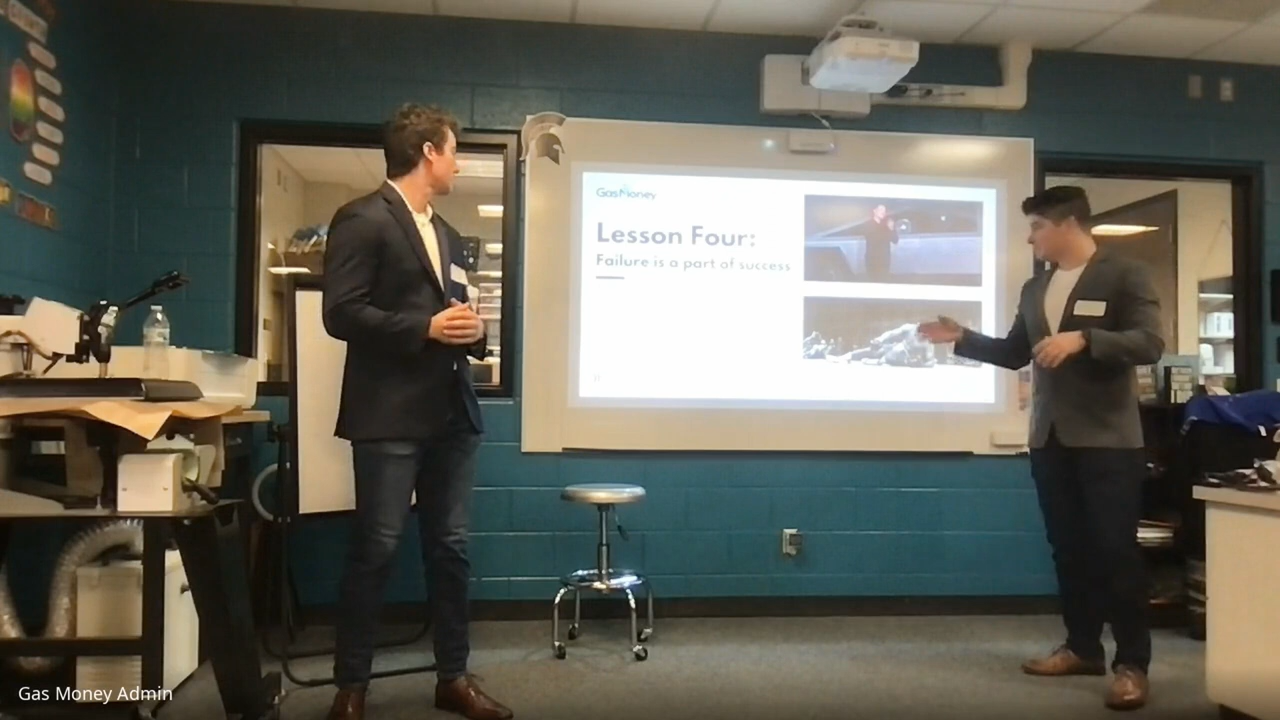 GasMoney
Lesson Four:
Failure is a part of success
Gas Money Admin